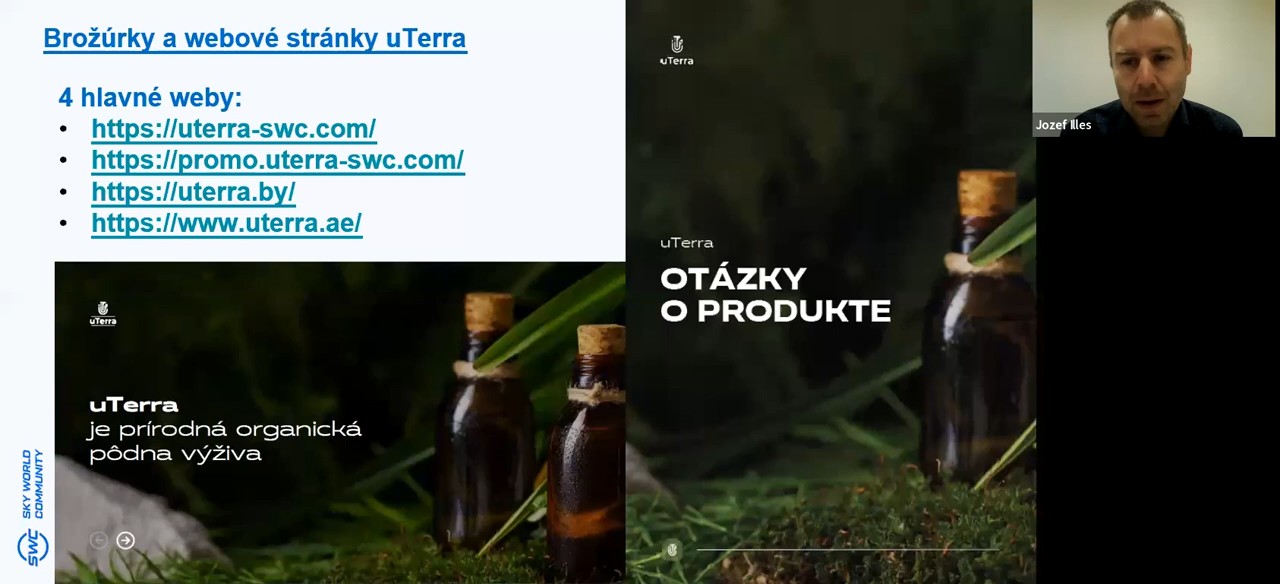 Brožúrky a webové stránky uTerra
4 hlavné weby:
• https://uterra-swc.com/
• https://promo.uterra-swc.com/
• https://uterra.by/
• https://www.uterra.ae/
uTerra
uTerra
je prírodná organická
pôdna výživa
SWC
SKY WORLD
COMMUNITY
uTerra
uTerra
OTÁZKY
O PRODUKTE
Jozef Illes